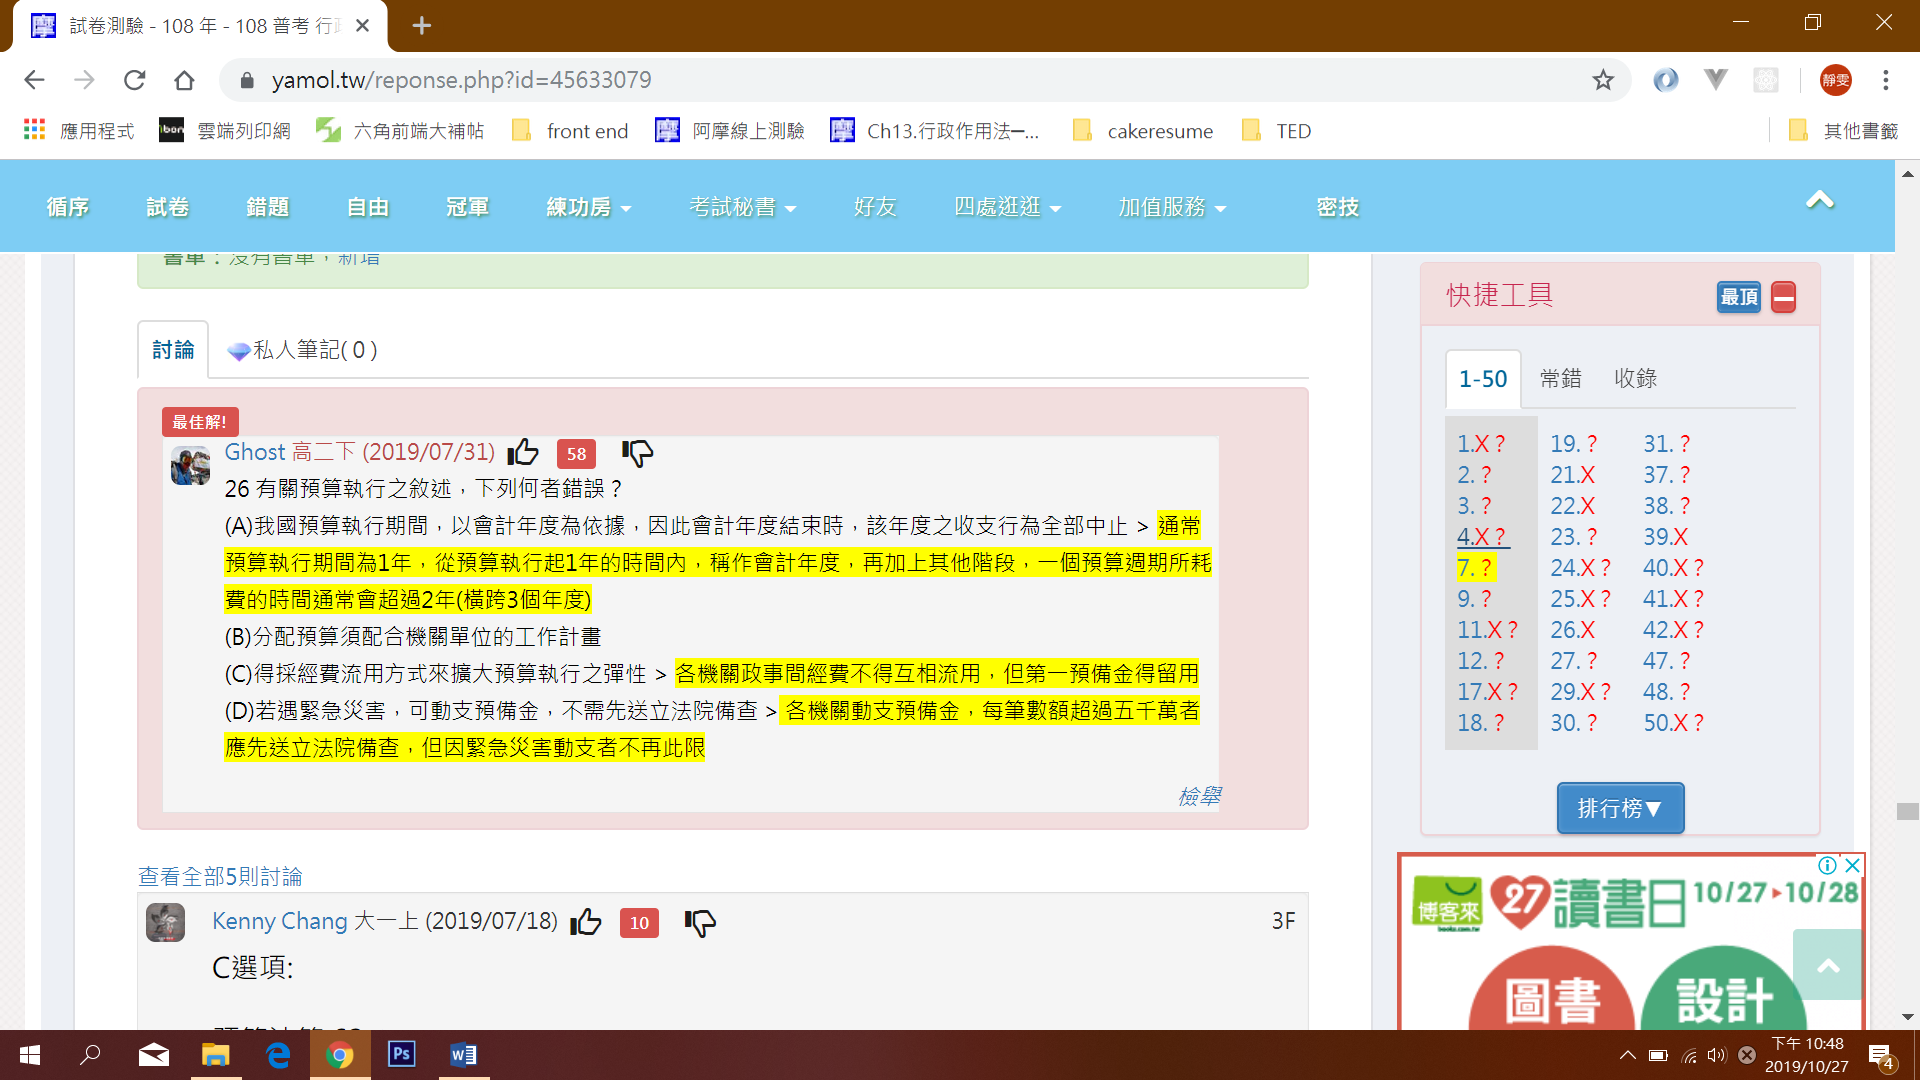 試卷測驗 - 108 年 - 108 普考 行
yamol.tw/reponse.php?id=45633079
靜雯
應用程式
ibon
雲端列印網
六角前端大補帖
front end
阿摩線上測驗
Ch13.行政作用法─...
cakeresume
TED
其他書籤
循序 試卷 錯題 自由 冠軍 練功房 考試秘書 好友 四處逛逛 加值服務 密技
書單：沒有書單，新增
討論 私人筆記( 0 )
最佳解!
Ghost 高二下 (2019/07/31) 58
26 有關預算執行之敘述，下列何者錯誤？
(A)我國預算執行期間，以會計年度為依據，因此會計年度結束時，該年度之收支行為全部中止 > 通常
預算執行期間為1年，從預算執行起1年的時間內，稱作會計年度，再加上其他階段，一個預算週期所耗
費的時間通常會超過2年(橫跨3個年度)
(B)分配預算須配合機關單位的工作計畫
(C)得採經費流用方式來擴大預算執行之彈性 > 各機關政事間經費不得互相流用，但第一預備金得留用
(D)若遇緊急災害，可動支預備金，不需先送立法院備查 > 各機關動支預備金，每筆數額超過五千萬者
應先送立法院備查，但因緊急災害動支者不再此限
檢舉
查看全部5則討論
Kenny Chang 大一上 (2019/07/18) 10 3F
C選項:
快捷工具 最頂
1-50 常錯 收錄
1.X？ 19.？ 31.？
2.？ 21.X 37.？
3.？ 22.X 38.？
4.X？ 23.？ 39.X
7.？ 24.X？ 40.X？
9.？ 25.X？ 41.X？
11.X？ 26.X 42.X？
12.？ 27.？ 47.？
17.X？ 29.X？ 48.？
18.？ 30.？ 50.X？
排行榜▼
博客來
books.com.tw
27 讀書日 10/27▸10/28
圖書 設計
Ps
下午 10:48
2019/10/27
4